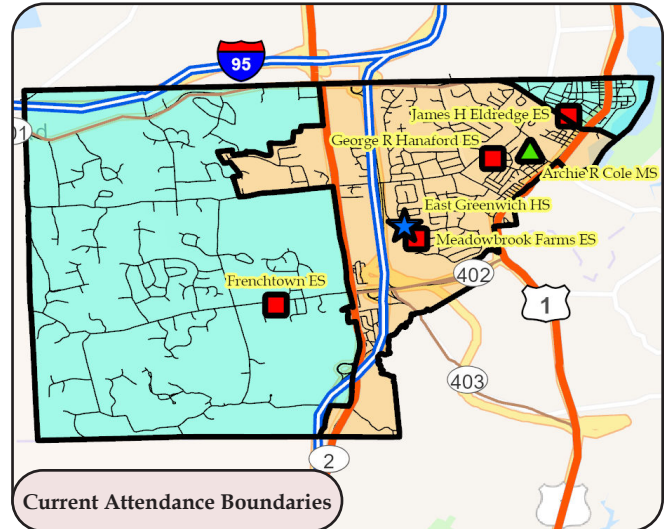 95
01
James H Eldredge ES
George R Hanaford ES
Archie R Cole MS
East Greenwich HS
Meadowbrook Farms ES
Frenchtown ES
402
1
403
2
Current Attendance Boundaries